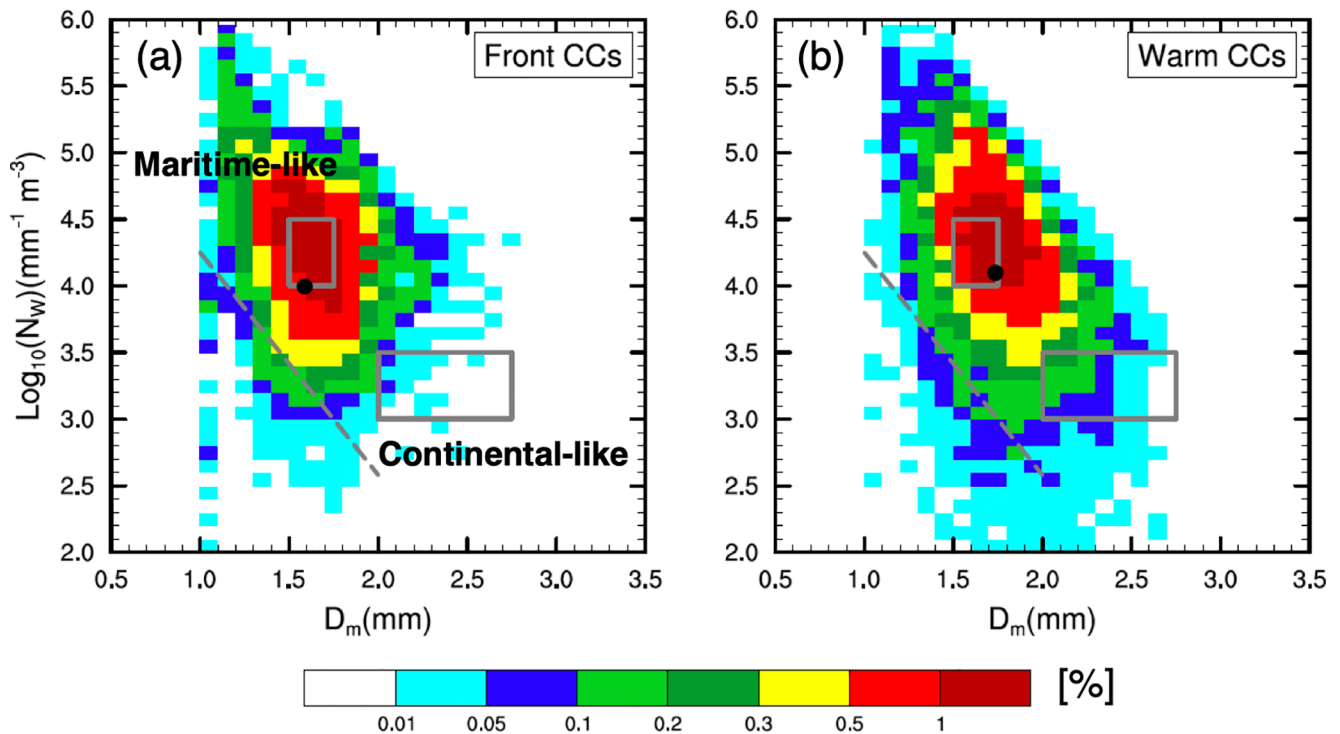 (a)
Front CCs
Maritime-like
Continental-like
Log₁₀(N_W)(mm⁻¹ m⁻³)
6.0
5.5
5.0
4.5
4.0
3.5
3.0
2.5
2.0
0.5 1.0 1.5 2.0 2.5 3.0 3.5
D_m(mm)
(b)
Warm CCs
6.0
5.5
5.0
4.5
4.0
3.5
3.0
2.5
2.0
0.5 1.0 1.5 2.0 2.5 3.0 3.5
D_m(mm)
[%]
0.01 0.05 0.1 0.2 0.3 0.5 1